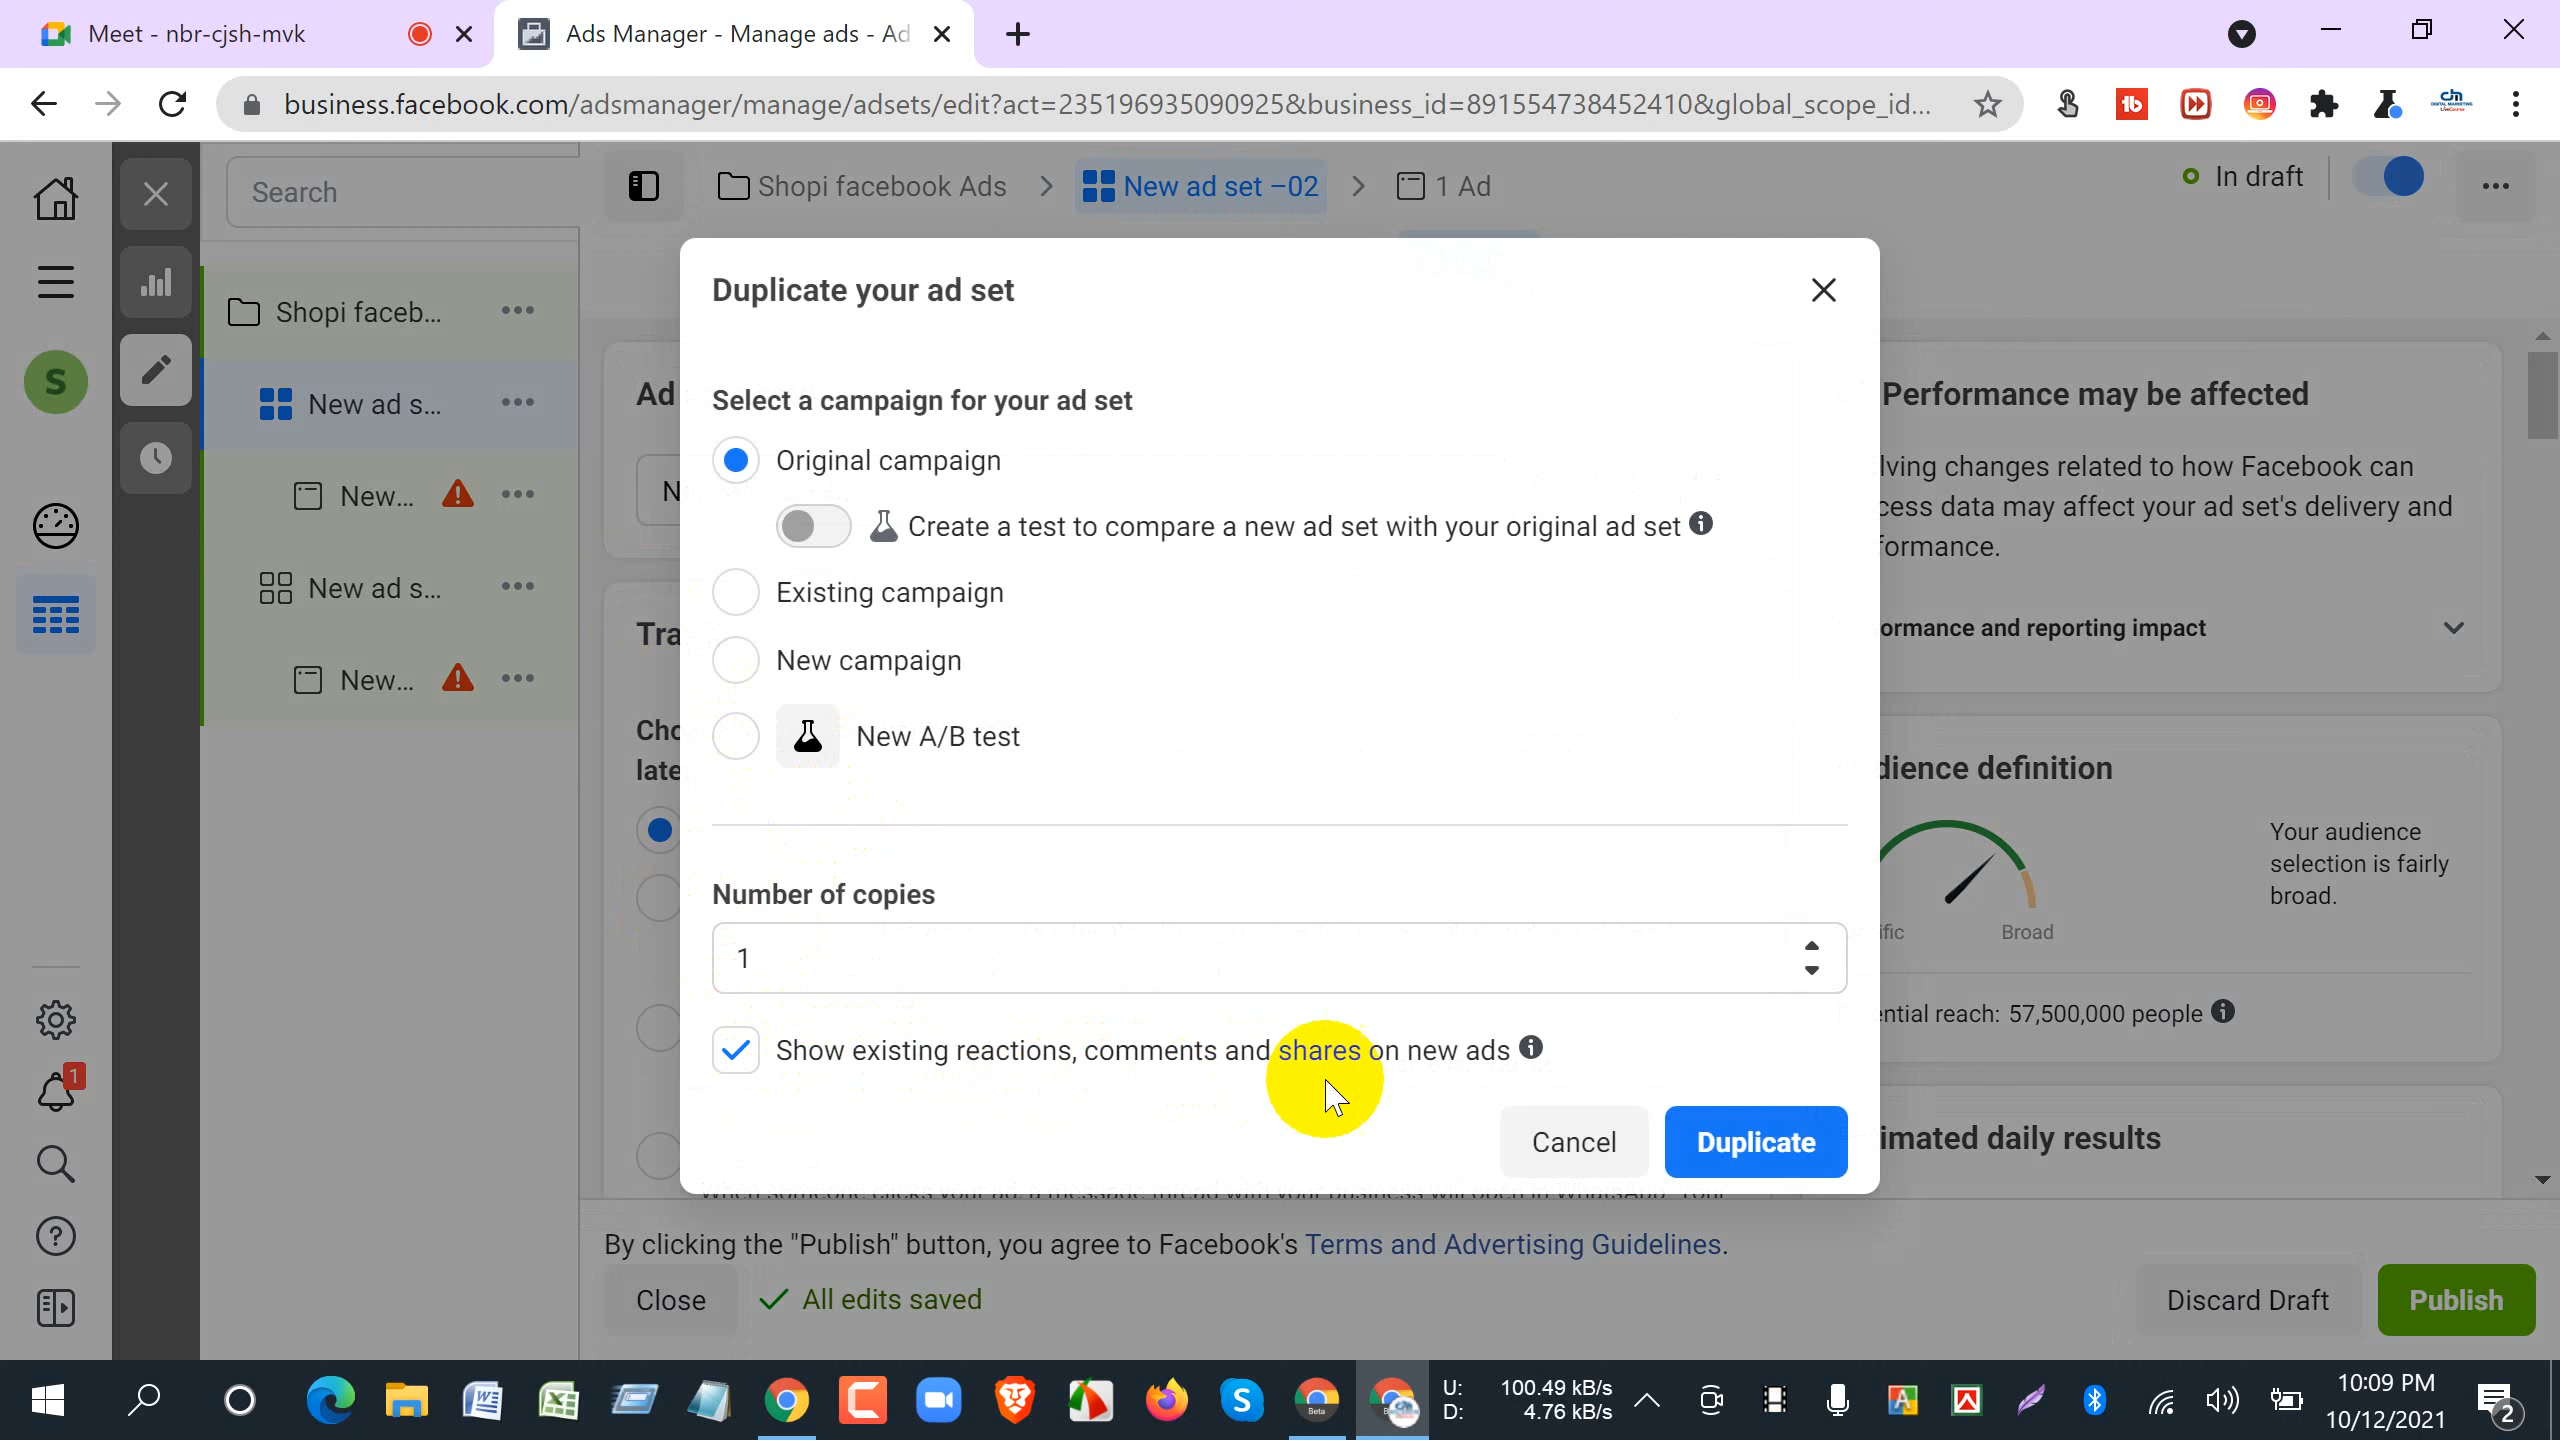 Meet - nbr-cjsh-mvk
Ads Manager - Manage ads - Ad
business.facebook.com/adsmanager/manage/adsets/edit?act=235196935090925&business_id=891554738452410&global_scope_id...
Search
Shopi facebook Ads
New ad set –02
1 Ad
In draft
S
Shopi faceb...
New ad s...
New...
New ad s...
New...
Duplicate your ad set
Select a campaign for your ad set
Original campaign
Create a test to compare a new ad set with your original ad set
Existing campaign
New campaign
New A/B test
Number of copies
1
Show existing reactions, comments and shares on new ads
Cancel
Duplicate
Ad
N
Tra
Cho
late
Performance may be affected
lving changes related to how Facebook can
cess data may affect your ad set's delivery and
formance.
ormance and reporting impact
dience definition
Your audience
selection is fairly
broad.
ific
Broad
ential reach: 57,500,000 people
imated daily results
By clicking the "Publish" button, you agree to Facebook's Terms and Advertising Guidelines.
Close
All edits saved
Discard Draft
Publish
1
U: 100.49 kB/s
D: 4.76 kB/s
10:09 PM
10/12/2021
2